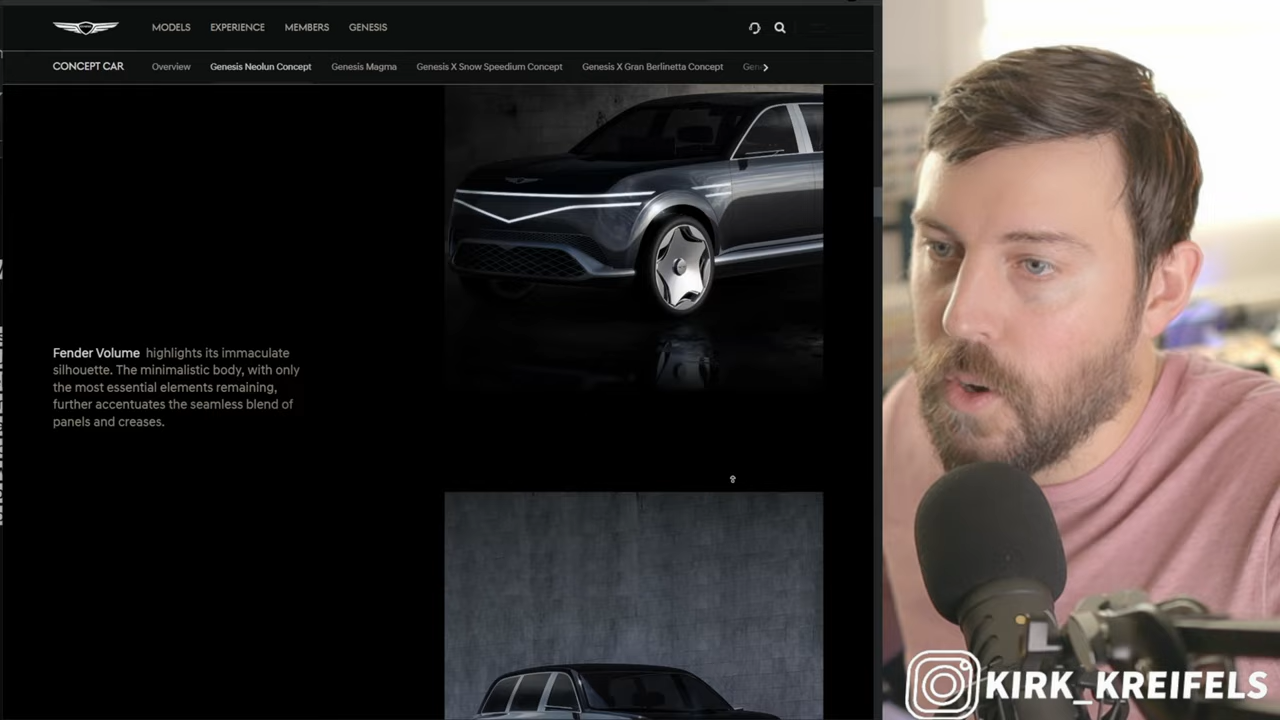 MODELS EXPERIENCE MEMBERS GENESIS
CONCEPT CAR Overview Genesis Neolun Concept Genesis Magma Genesis X Snow Speedium Concept Genesis X Gran Berlinetta Concept
Fender Volume highlights its immaculate
silhouette. The minimalistic body, with only
the most essential elements remaining,
further accentuates the seamless blend of
panels and creases.
KIRK_KREIFELS